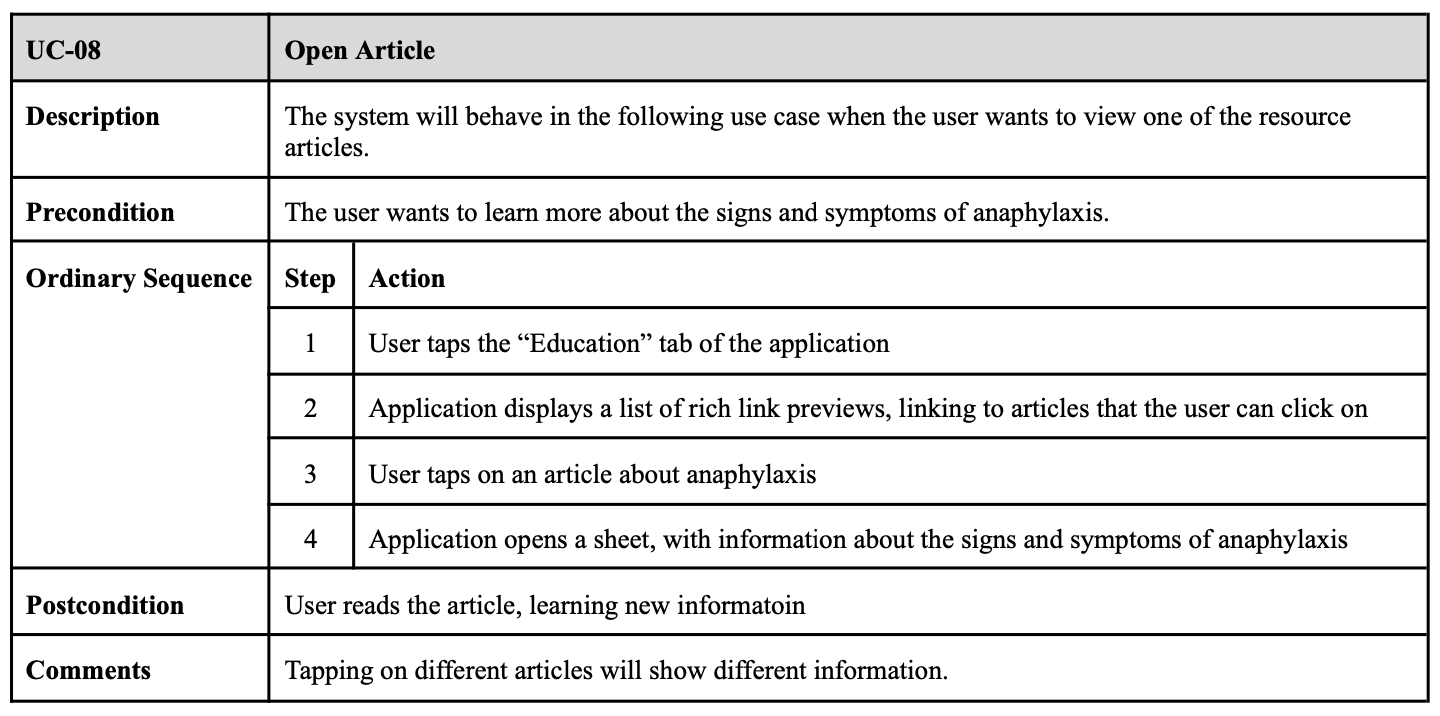 UC-08
Open Article
Description
The system will behave in the following use case when the user wants to view one of the resource
articles.
Precondition
The user wants to learn more about the signs and symptoms of anaphylaxis.
Ordinary Sequence
Step
Action
1
User taps the “Education” tab of the application
2
Application displays a list of rich link previews, linking to articles that the user can click on
3
User taps on an article about anaphylaxis
4
Application opens a sheet, with information about the signs and symptoms of anaphylaxis
Postcondition
User reads the article, learning new informatoin
Comments
Tapping on different articles will show different information.